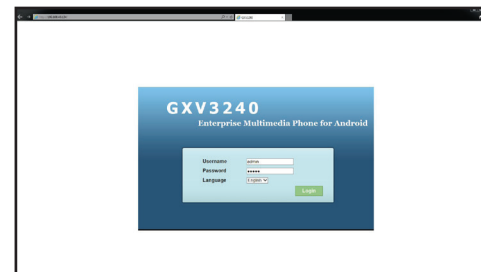 GXV3240
Enterprise Multimedia Phone for Android
Username admin
Password •••••
Language English
Login